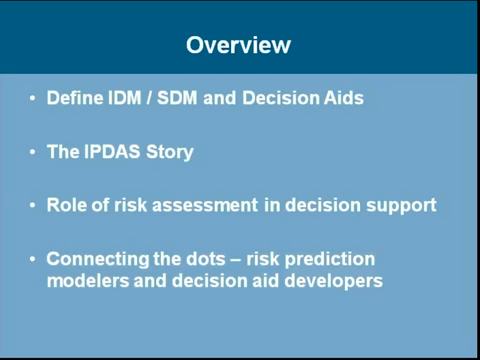 Overview
• Define IDM / SDM and Decision Aids
• The IPDAS Story
• Role of risk assessment in decision support
• Connecting the dots – risk prediction
modelers and decision aid developers